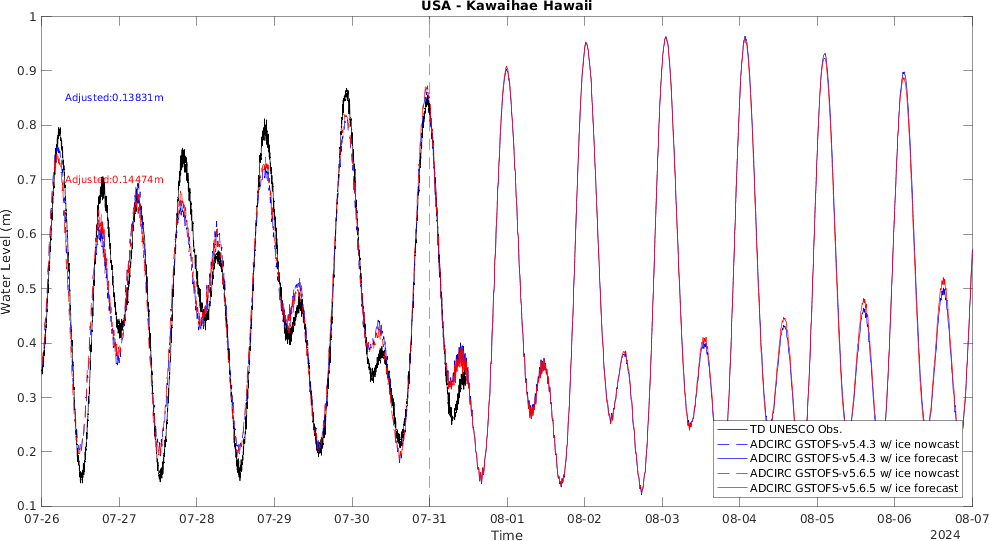 USA - Kawaihae Hawaii
1
0.9
0.8
0.7
0.6
0.5
0.4
0.3
0.2
0.1
Water Level (m)
Adjusted:0.13831m
Adjusted:0.14474m
TD UNESCO Obs.
ADCIRC GSTOFS-v5.4.3 w/ ice nowcast
ADCIRC GSTOFS-v5.4.3 w/ ice forecast
ADCIRC GSTOFS-v5.6.5 w/ ice nowcast
ADCIRC GSTOFS-v5.6.5 w/ ice forecast
07-26 07-27 07-28 07-29 07-30 07-31 08-01 08-02 08-03 08-04 08-05 08-06 08-07
Time
2024